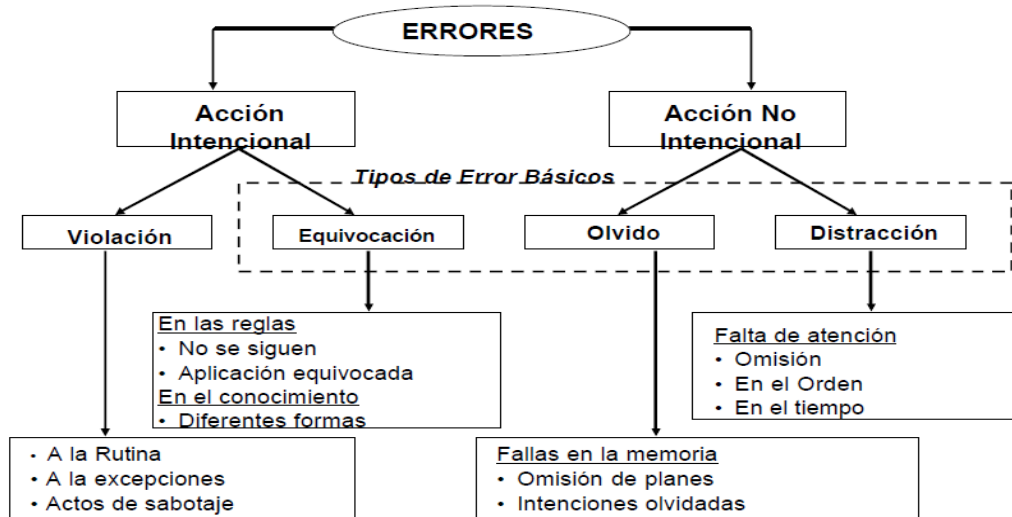 ERRORES
Acción
Intencional
Acción No
Intencional
Tipos de Error Básicos
Violación
Equivocación
Olvido
Distracción
En las reglas
• No se siguen
• Aplicación equivocada
En el conocimiento
• Diferentes formas
Falta de atención
• Omisión
• En el Orden
• En el tiempo
• A la Rutina
• A la excepciones
• Actos de sabotaje
Fallas en la memoria
• Omisión de planes
• Intenciones olvidadas